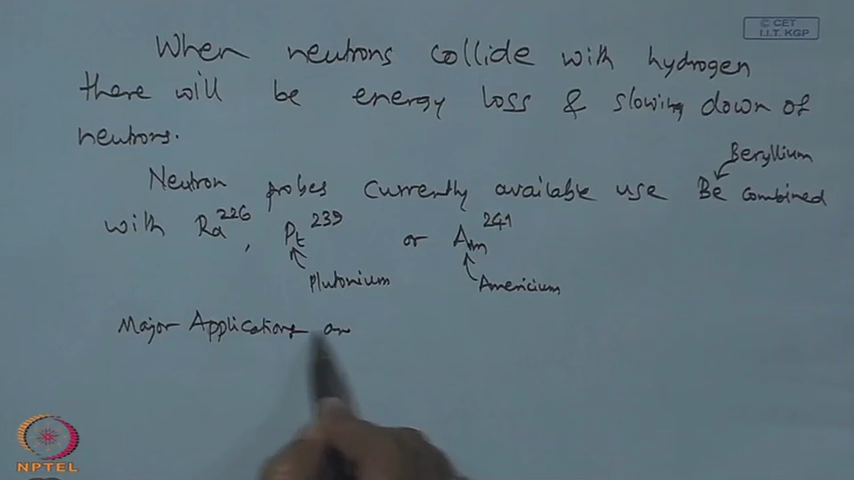 © CET
I.I.T. KGP
When neutrons collide with hydrogen
there will be energy loss & slowing down of
neutrons.
Beryllium
Neutron probes currently available use Be combined
with Ra226, Pt239 or Am241
Plutonium Americium
Major Applications are
NPTEL